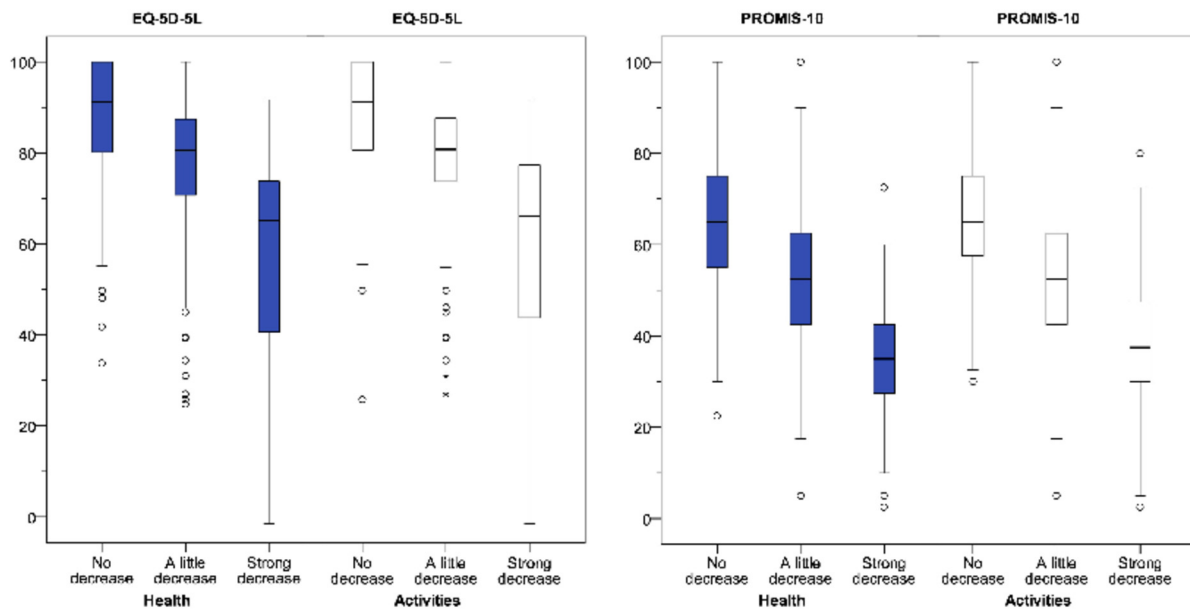 EQ-5D-5L EQ-5D-5L
100
80
60
40
20
0
No decrease A little decrease Strong decrease No decrease A little decrease Strong decrease
Health Activities
PROMIS-10 PROMIS-10
100
80
60
40
20
0
No decrease A little decrease Strong decrease No decrease A little decrease Strong decrease
Health Activities